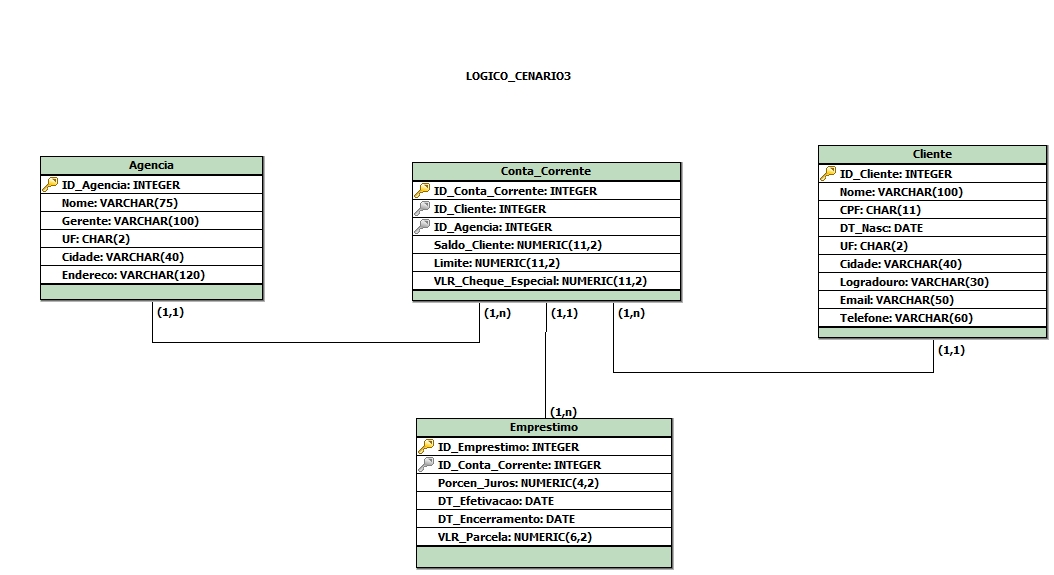 LOGICO_CENARIO3
Agencia
ID_Agencia: INTEGER
Nome: VARCHAR(75)
Gerente: VARCHAR(100)
UF: CHAR(2)
Cidade: VARCHAR(40)
Endereco: VARCHAR(120)
(1,1)
Conta_Corrente
ID_Conta_Corrente: INTEGER
ID_Cliente: INTEGER
ID_Agencia: INTEGER
Saldo_Cliente: NUMERIC(11,2)
Limite: NUMERIC(11,2)
VLR_Cheque_Especial: NUMERIC(11,2)
(1,n)
(1,1)
(1,n)
Cliente
ID_Cliente: INTEGER
Nome: VARCHAR(100)
CPF: CHAR(11)
DT_Nasc: DATE
UF: CHAR(2)
Cidade: VARCHAR(40)
Logradouro: VARCHAR(30)
Email: VARCHAR(50)
Telefone: VARCHAR(60)
(1,1)
(1,n)
Emprestimo
ID_Emprestimo: INTEGER
ID_Conta_Corrente: INTEGER
Porcen_Juros: NUMERIC(4,2)
DT_Efetivacao: DATE
DT_Encerramento: DATE
VLR_Parcela: NUMERIC(6,2)